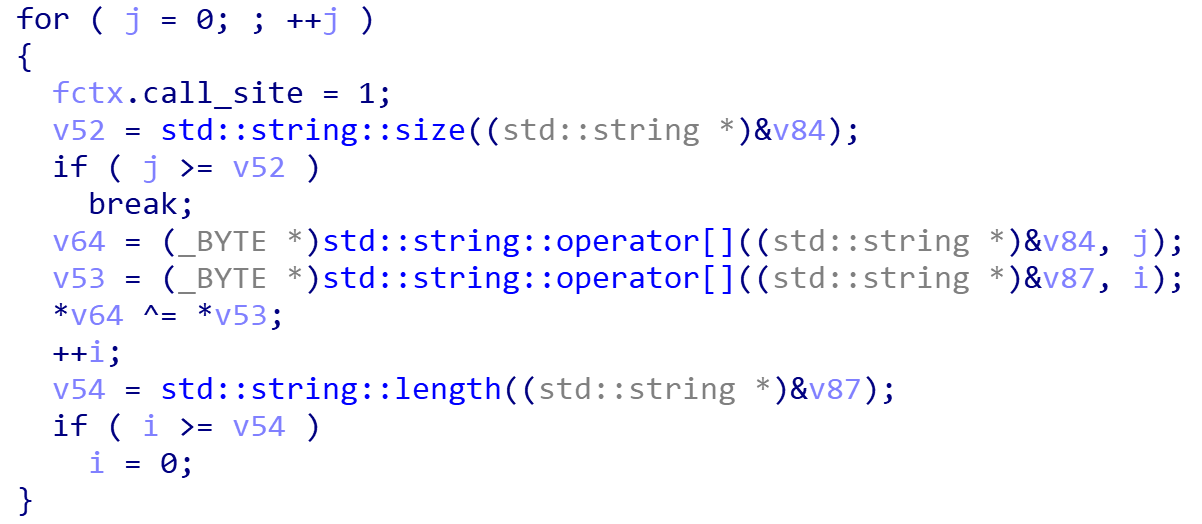 for ( j = 0; ; ++j )
{
  fctx.call_site = 1;
  v52 = std::string::size((std::string *)&v84);
  if ( j >= v52 )
    break;
  v64 = (_BYTE *)std::string::operator[]((std::string *)&v84, j);
  v53 = (_BYTE *)std::string::operator[]((std::string *)&v87, i);
  *v64 ^= *v53;
  ++i;
  v54 = std::string::length((std::string *)&v87);
  if ( i >= v54 )
    i = 0;
}